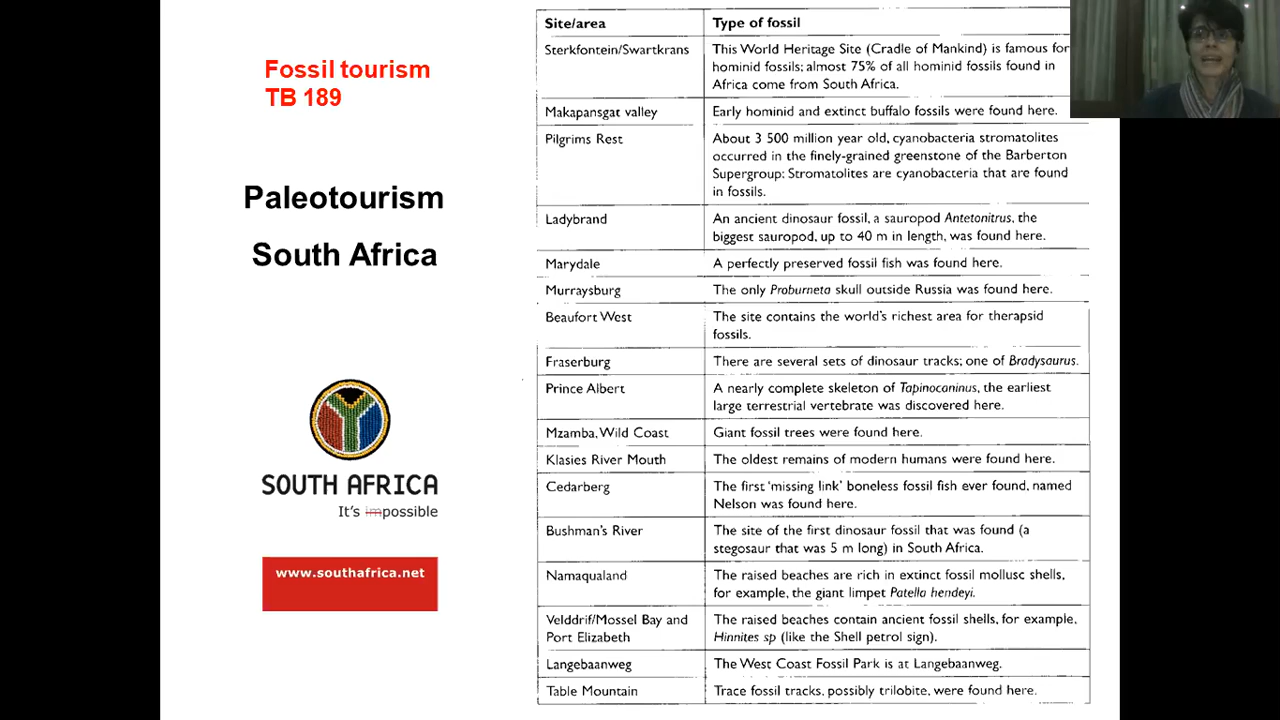 Fossil tourism
TB 189
Paleotourism
South Africa
SOUTH AFRICA
It's impossible
www.southafrica.net
Site/area
Type of fossil
Sterkfontein/Swartkrans
This World Heritage Site (Cradle of Mankind) is famous for
hominid fossils; almost 75% of all hominid fossils found in
Africa come from South Africa.
Makapansgat valley
Early hominid and extinct buffalo fossils were found here.
Pilgrims Rest
About 3 500 million year old, cyanobacteria stromatolites
occurred in the finely-grained greenstone of the Barberton
Supergroup: Stromatolites are cyanobacteria that are found
in fossils.
Ladybrand
An ancient dinosaur fossil, a sauropod Antetonitrus, the
biggest sauropod, up to 40 m in length, was found here.
Marydale
A perfectly preserved fossil fish was found here.
Murraysburg
The only Proburneta skull outside Russia was found here.
Beaufort West
The site contains the world's richest area for therapsid
fossils.
Fraserburg
There are several sets of dinosaur tracks; one of Bradysaurus.
Prince Albert
A nearly complete skeleton of Tapinocaninus, the earliest
large terrestrial vertebrate was discovered here.
Mzamba, Wild Coast
Giant fossil trees were found here.
Klasies River Mouth
The oldest remains of modern humans were found here.
Cedarberg
The first 'missing link' boneless fossil fish ever found, named
Nelson was found here.
Bushman's River
The site of the first dinosaur fossil that was found (a
stegosaur that was 5 m long) in South Africa.
Namaqualand
The raised beaches are rich in extinct fossil mollusc shells,
for example, the giant limpet Patella hendeyi.
Velddrif/Mossel Bay and
Port Elizabeth
The raised beaches contain ancient fossil shells, for example,
Hinnites sp (like the Shell petrol sign).
Langebaanweg
The West Coast Fossil Park is at Langebaanweg.
Table Mountain
Trace fossil tracks, possibly trilobite, were found here.